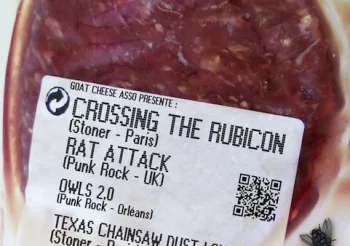 GOAT CHEESE ASSO PRESENTE :
CROSSING THE RUBICON
(Stoner - Paris)
RAT ATTACK
(Punk Rock - UK)
OWLS 2.0
(Punk Rock - Orléans)
TEXAS CHAINSAW DUST
(Stoner -